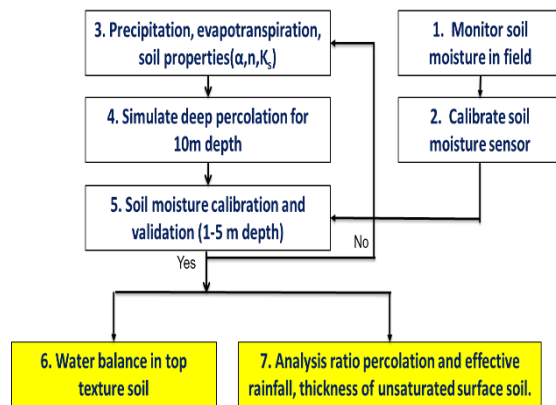 3. Precipitation, evapotranspiration,
soil properties(α,n,Ks)
1. Monitor soil
moisture in field
4. Simulate deep percolation for
10m depth
2. Calibrate soil
moisture sensor
5. Soil moisture calibration and
validation (1-5 m depth)
No
Yes
6. Water balance in top
texture soil
7. Analysis ratio percolation and effective
rainfall, thickness of unsaturated surface soil.